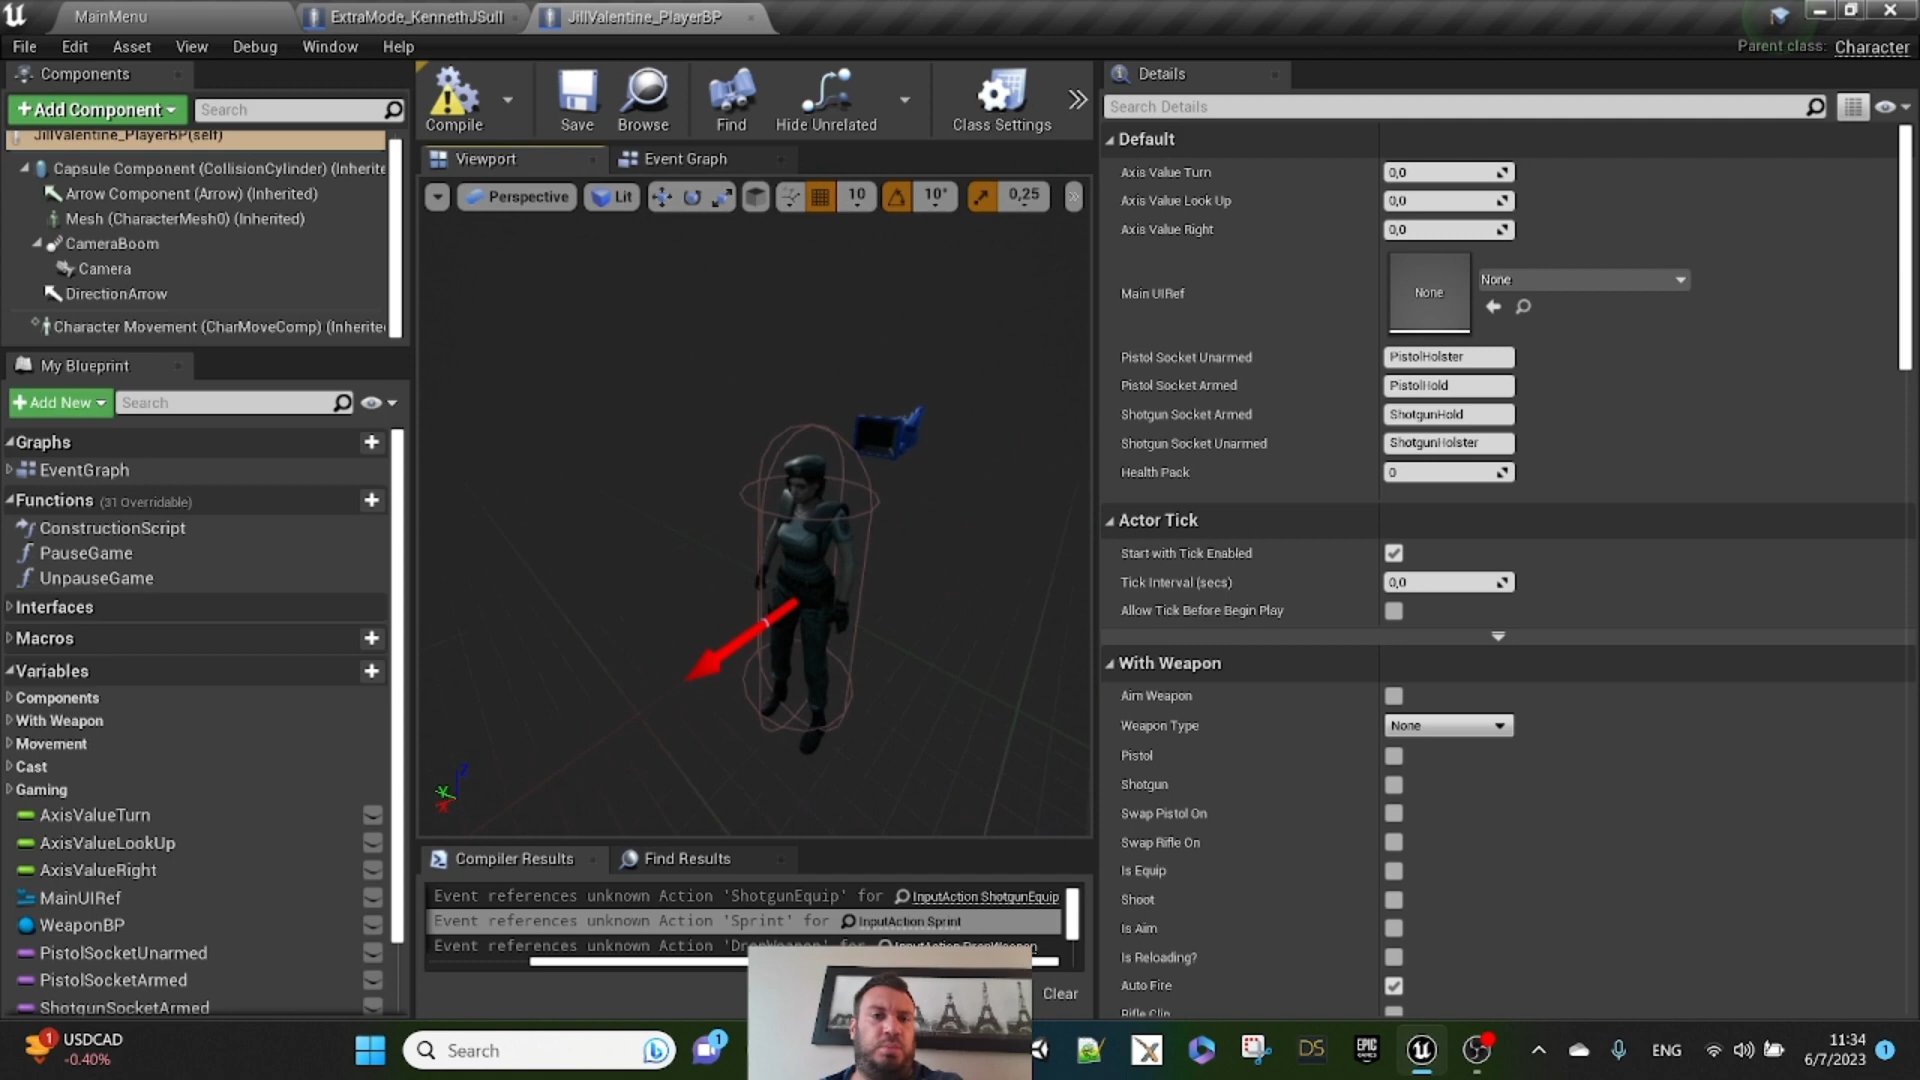 MainMenu
ExtraMode_KennethJSull
JillValentine_PlayerBP
File Edit Asset View Debug Window Help
Parent class: Character
Components
+Add Component
Search
JillValentine_PlayerBP(self)
Capsule Component (CollisionCylinder) (Inherite
Arrow Component (Arrow) (Inherited)
Mesh (CharacterMesh0) (Inherited)
CameraBoom
Camera
DirectionArrow
Character Movement (CharMoveComp) (Inherite
My Blueprint
+Add New
Search
Graphs
EventGraph
Functions (31 Overridable)
ConstructionScript
PauseGame
UnpauseGame
Interfaces
Macros
Variables
Components
With Weapon
Movement
Cast
Gaming
AxisValueTurn
AxisValueLookUp
AxisValueRight
MainUIRef
WeaponBP
PistolSocketUnarmed
PistolSocketArmed
ShotgunSocketArmed
Compile Save Browse Find Hide Unrelated Class Settings
Viewport
Event Graph
Perspective Lit 10 10° 0,25
Z
Y
X
Compiler Results
Find Results
Event references unknown Action 'ShotgunEquip' for InputAction ShotgunEquip
Event references unknown Action 'Sprint' for InputAction Sprint
Event references unknown Action 'DropWeapon' for InputAction DropWeapon
Clear
Details
Search Details
Default
Axis Value Turn 0,0
Axis Value Look Up 0,0
Axis Value Right 0,0
Main UIRef None None
Pistol Socket Unarmed PistolHolster
Pistol Socket Armed PistolHold
Shotgun Socket Armed ShotgunHold
Shotgun Socket Unarmed ShotgunHolster
Health Pack 0
Actor Tick
Start with Tick Enabled
Tick Interval (secs) 0,0
Allow Tick Before Begin Play
With Weapon
Aim Weapon
Weapon Type None
Pistol
Shotgun
Swap Pistol On
Swap Rifle On
Is Equip
Shoot
Is Aim
Is Reloading?
Auto Fire
Rifle Clip
1
USDCAD
-0.40%
Search
1
DS
EPIC GAMES
ENG
11:34
6/7/2023
1